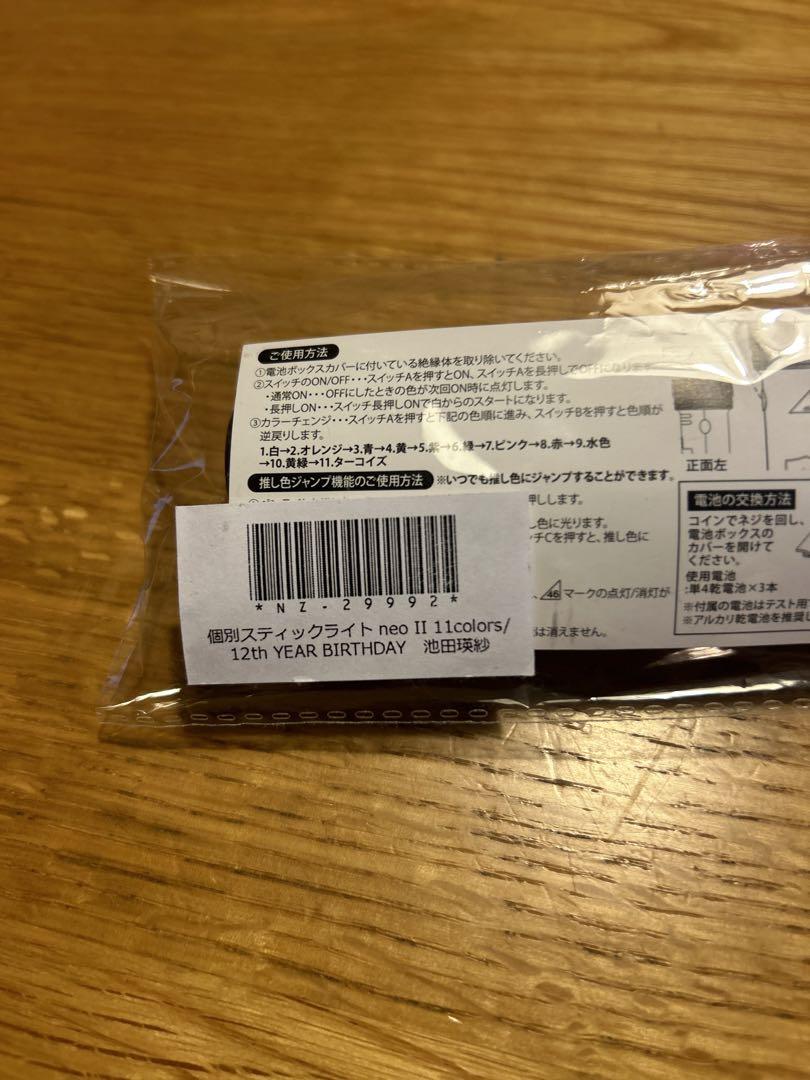 ご使用方法
①電池ボックスカバーに付いている絶縁体を取り除いてください。
②スイッチのON/OFF・・・スイッチAを押すとON、スイッチAを長押しでOFFになります
・通常ON・・・OFFにしたときの色が次回ON時に点灯します。
・長押しON・・・スイッチ長押しONで白からのスタートになります。
③カラーチェンジ・・・スイッチAを押すと下記の色順に進み、スイッチBを押すと色順が
逆戻りします。
1.白→2.オレンジ→3.青→4.黄→5.紫→6.緑→7.ピンク→8.赤→9.水色
→10.黄緑→11.ターコイズ
推し色ジャンプ機能のご使用方法 ※いつでも推し色にジャンプすることができます。
押しします。
し色に光ります。
チCを押すと、推し色に
、46マークの点灯/消灯が
は消えません。
正面左
電池の交換方法
コインでネジを回し、
電池ボックスの
カバーを開けて
ください。
使用電池
:単4乾電池×3本
※付属の電池はテスト用
※アルカリ乾電池を推奨し
*NZ-29992*
個別スティックライト neo II 11colors/
12th YEAR BIRTHDAY 池田瑛紗